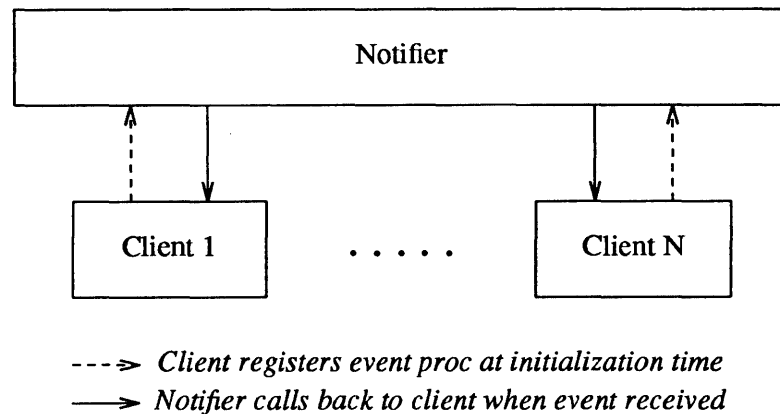 Notifier
Client 1
. . . . .
Client N
Client registers event proc at initialization time
Notifier calls back to client when event received